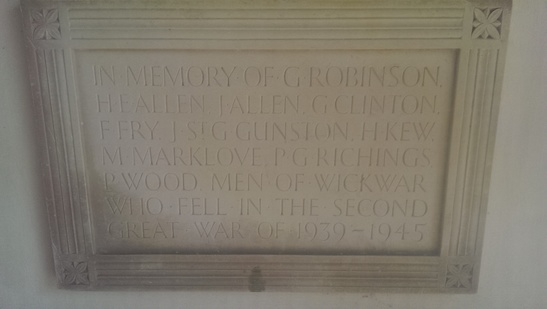 IN MEMORY OF G. ROBINSON.
H. E. ALLEN. J. ALLEN. G. CLINTON.
F. FRY. J. ST G. GUNSTON. H. KEW.
M. MARKLOVE. P. G. RICHINGS
P. WOOD. MEN OF WICKWAR
WHO FELL IN THE SECOND
GREAT WAR OF 1939~1945